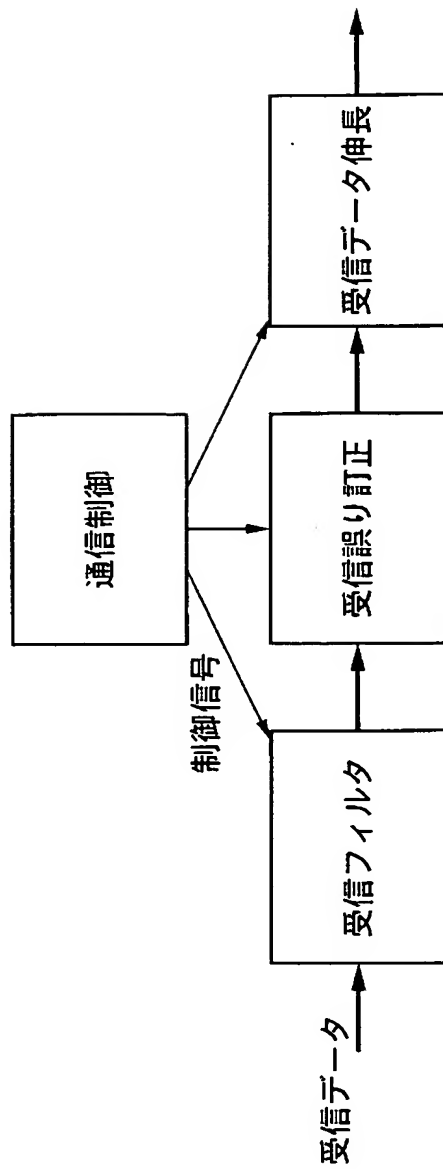 通信制御
制御信号
受信データ
受信フィルタ
受信誤り訂正
受信データ伸長